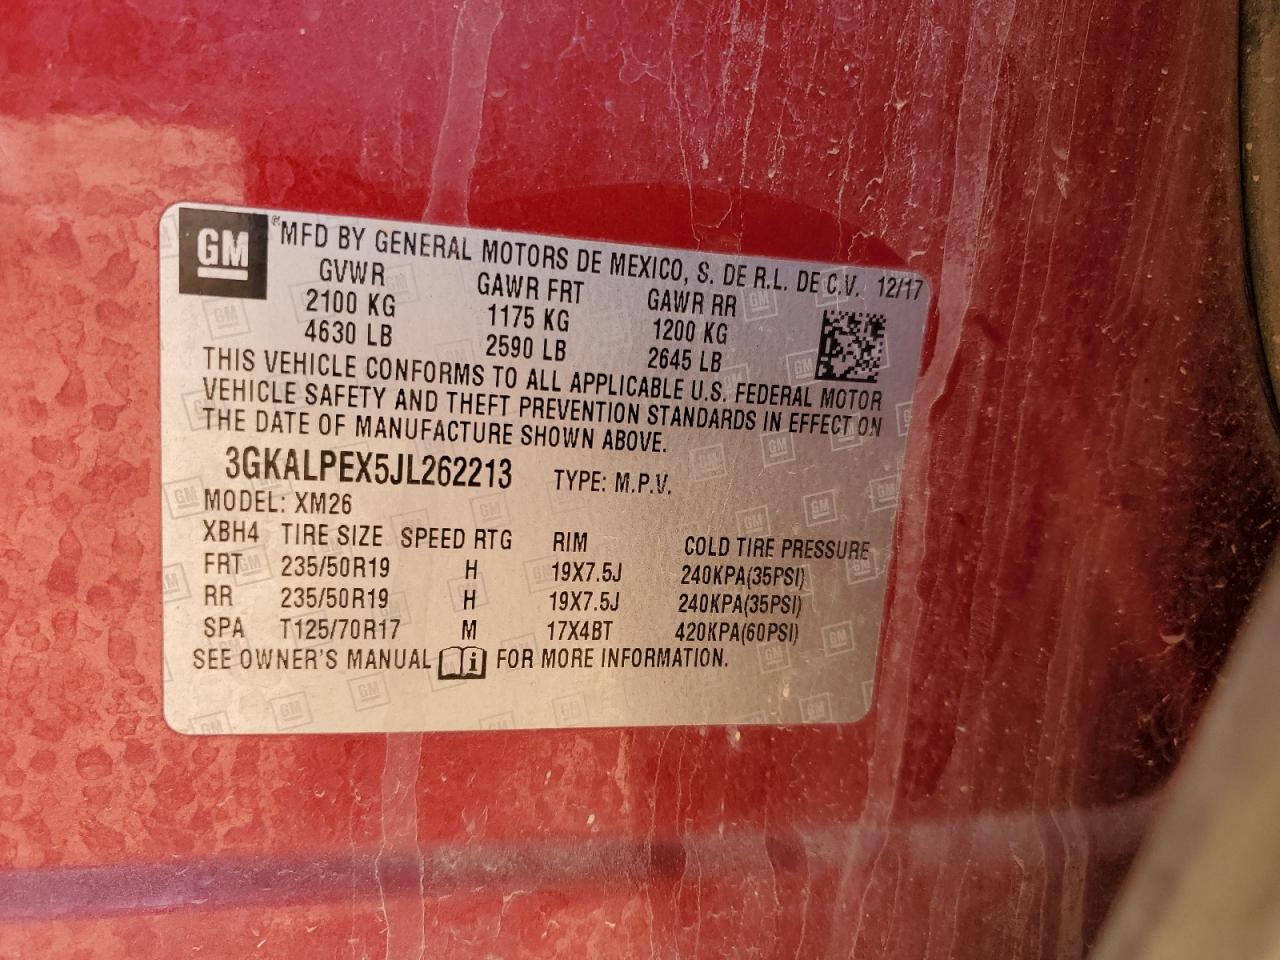 GM ® MFD BY GENERAL MOTORS DE MEXICO, S. DE R.L. DE C.V. 12/17
GVWR GAWR FRT GAWR RR
2100 KG 1175 KG 1200 KG
4630 LB 2590 LB 2645 LB
THIS VEHICLE CONFORMS TO ALL APPLICABLE U.S. FEDERAL MOTOR
VEHICLE SAFETY AND THEFT PREVENTION STANDARDS IN EFFECT ON
THE DATE OF MANUFACTURE SHOWN ABOVE.
3GKALPEX5JL262213 TYPE: M.P.V.
MODEL: XM26
XBH4 TIRE SIZE SPEED RTG RIM COLD TIRE PRESSURE
FRT 235/50R19 H 19X7.5J 240KPA(35PSI)
RR 235/50R19 H 19X7.5J 240KPA(35PSI)
SPA T125/70R17 M 17X4BT 420KPA(60PSI)
SEE OWNER'S MANUAL i FOR MORE INFORMATION.